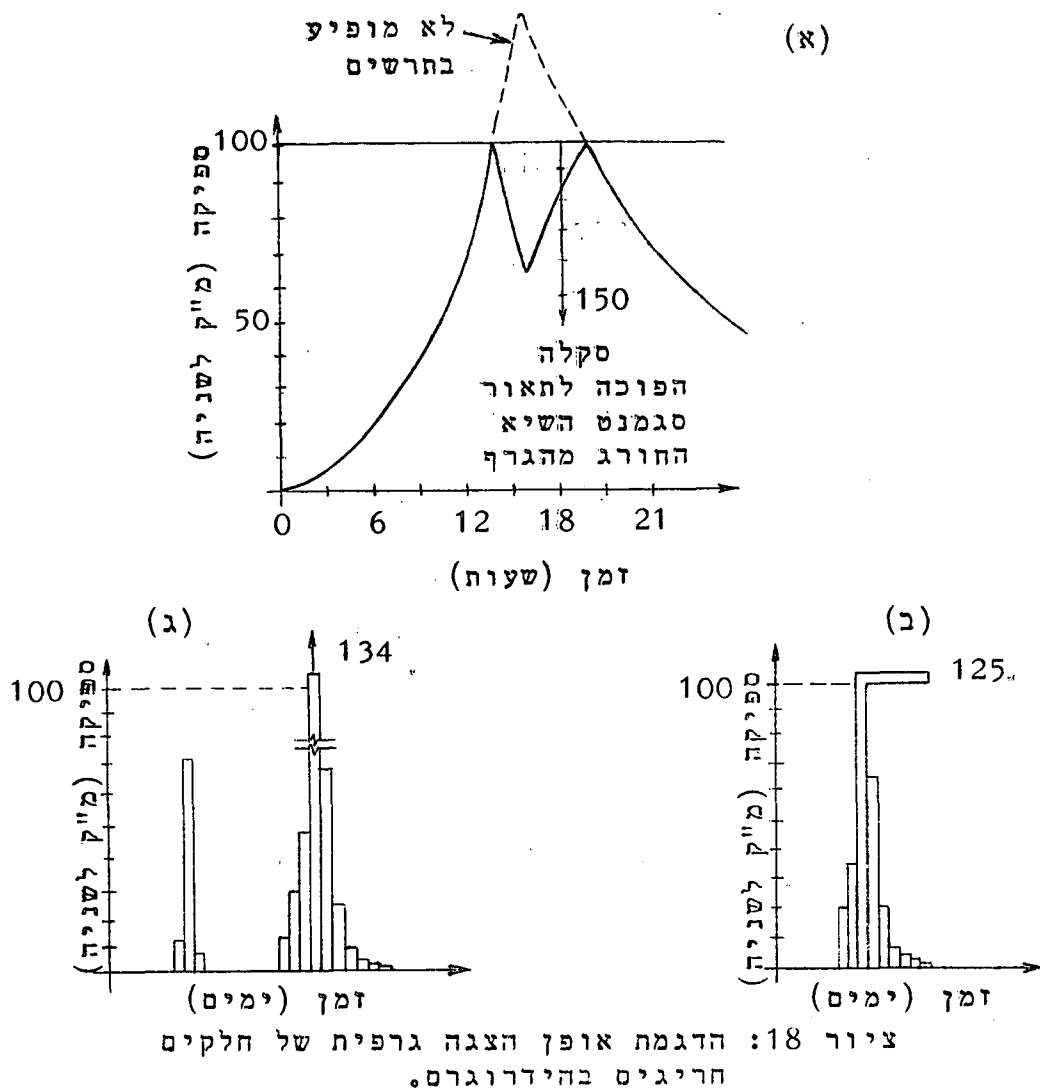 (א)
לא מופיע
בתרשים
ספיקה (מ"ק לשניה)
100
50
150
סקלה
הפוכה לתאור
סגמנט השיא
החורג מהגרף
0 6 12 18 21
זמן (שעות)
(ב)
ספיקה (מ"ק לשניה)
100
125
זמן (ימים)
(ג)
ספיקה (מ"ק לשניה)
100
134
זמן (ימים)
ציור 18: הדגמת אופן הצגה גרפית של חלקים
חריגים בהידרוגרם.